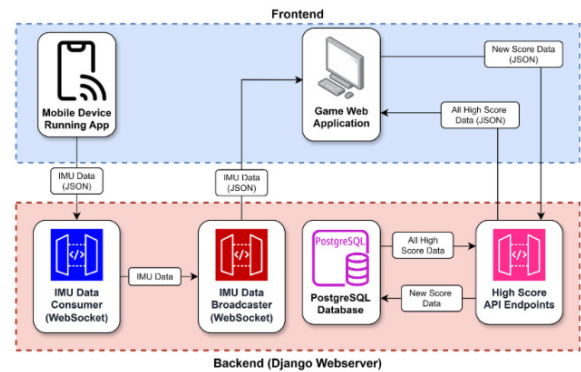 Frontend
Mobile Device
Running App
Game Web
Application
New Score Data
(JSON)
All High Score
Data (JSON)
IMU Data
(JSON)
IMU Data
(JSON)
IMU Data
Consumer
(WebSocket)
IMU Data
IMU Data
Broadcaster
(WebSocket)
PostgreSQL
PostgreSQL
Database
All High
Score Data
New Score
Data
High Score
API Endpoints
Backend (Django Webserver)